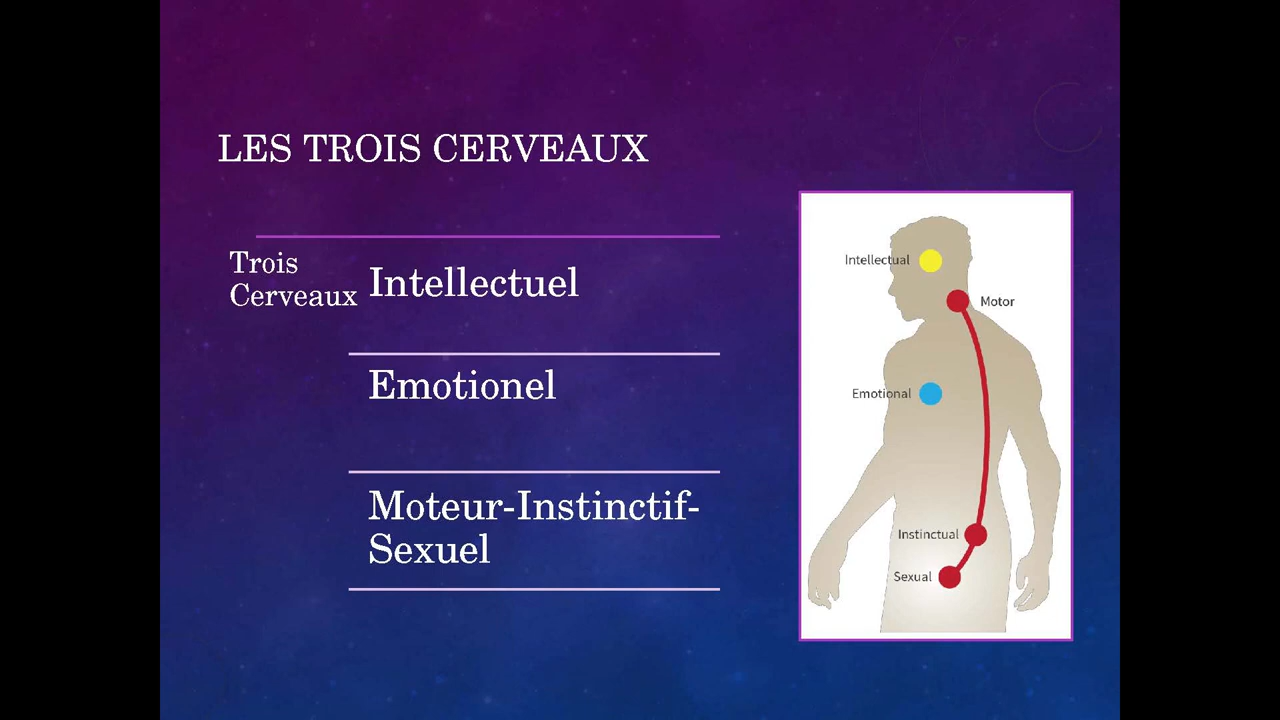 LES TROIS CERVEAUX
Trois
Cerveaux
Intellectuel
Emotionel
Moteur-Instinctif-
Sexuel
Intellectual
Motor
Emotional
Instinctual
Sexual